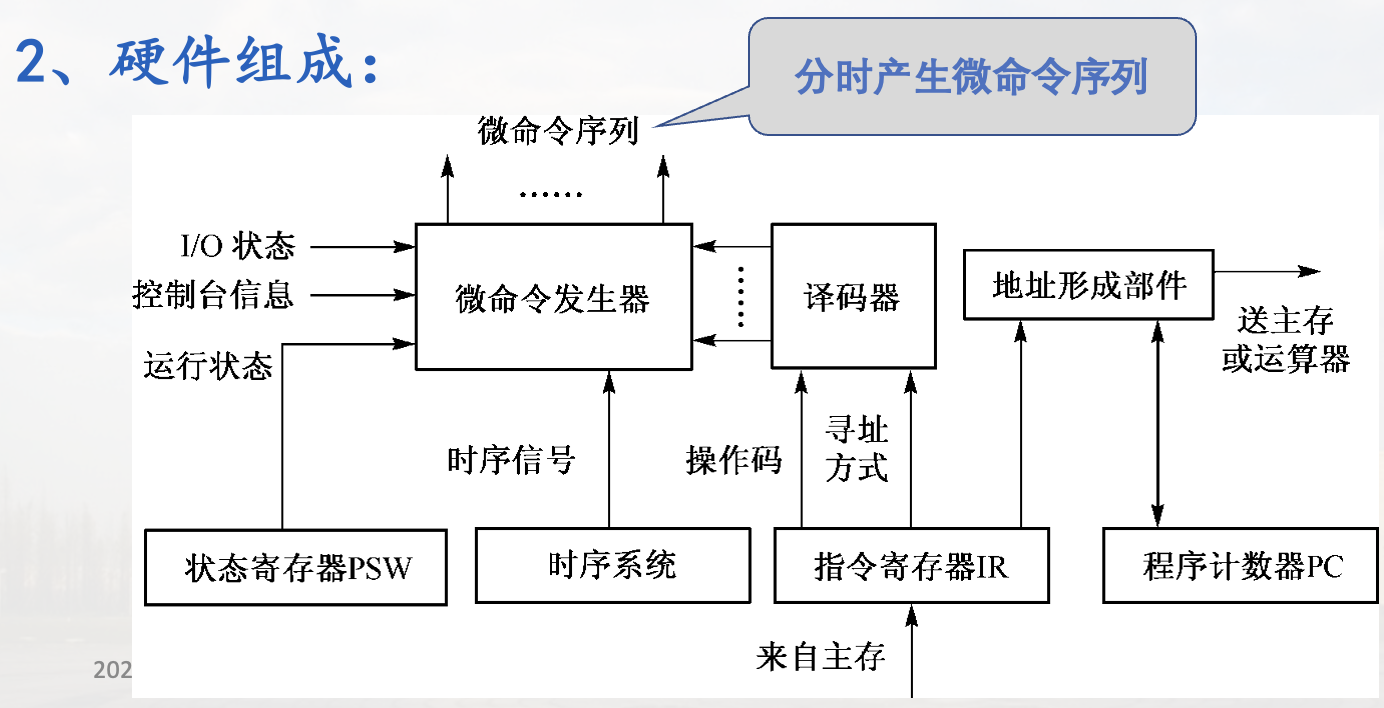 2、硬件组成：
分时产生微命令序列
微命令序列
……
I/O 状态
控制台信息
运行状态
微命令发生器
译码器
地址形成部件
送主存
或运算器
时序信号
操作码
寻址
方式
状态寄存器PSW
时序系统
指令寄存器IR
程序计数器PC
来自主存
202